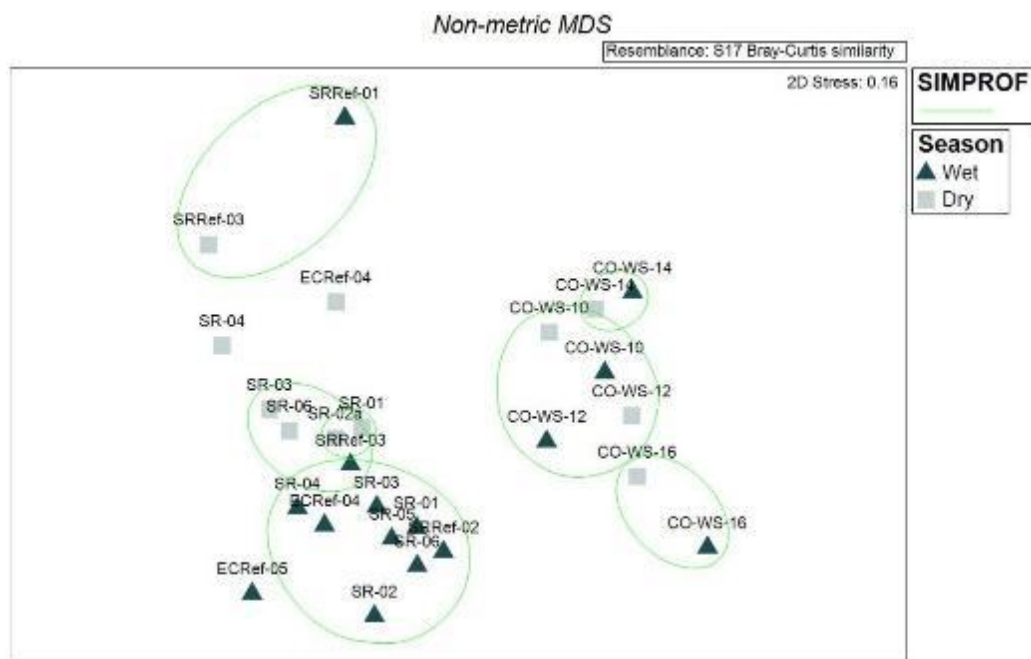 Non-metric MDS
Resemblance: S17 Bray-Curtis similarity
2D Stress: 0.16
SIMPROF
Season
Wet
Dry
SRRef-01
SRRef-03
ECRef-04
SR-04
CO-WS-14
CO-WS-14
CO-WS-10
CO-WS-10
CO-WS-12
CO-WS-12
CO-WS-16
CO-WS-16
SR-03
SR-06
SR-02a
SR-01
SRRef-03
SR-04
SR-03
ECRef-04
SR-01
SR-05
SRRef-02
SR-06
ECRef-05
SR-02